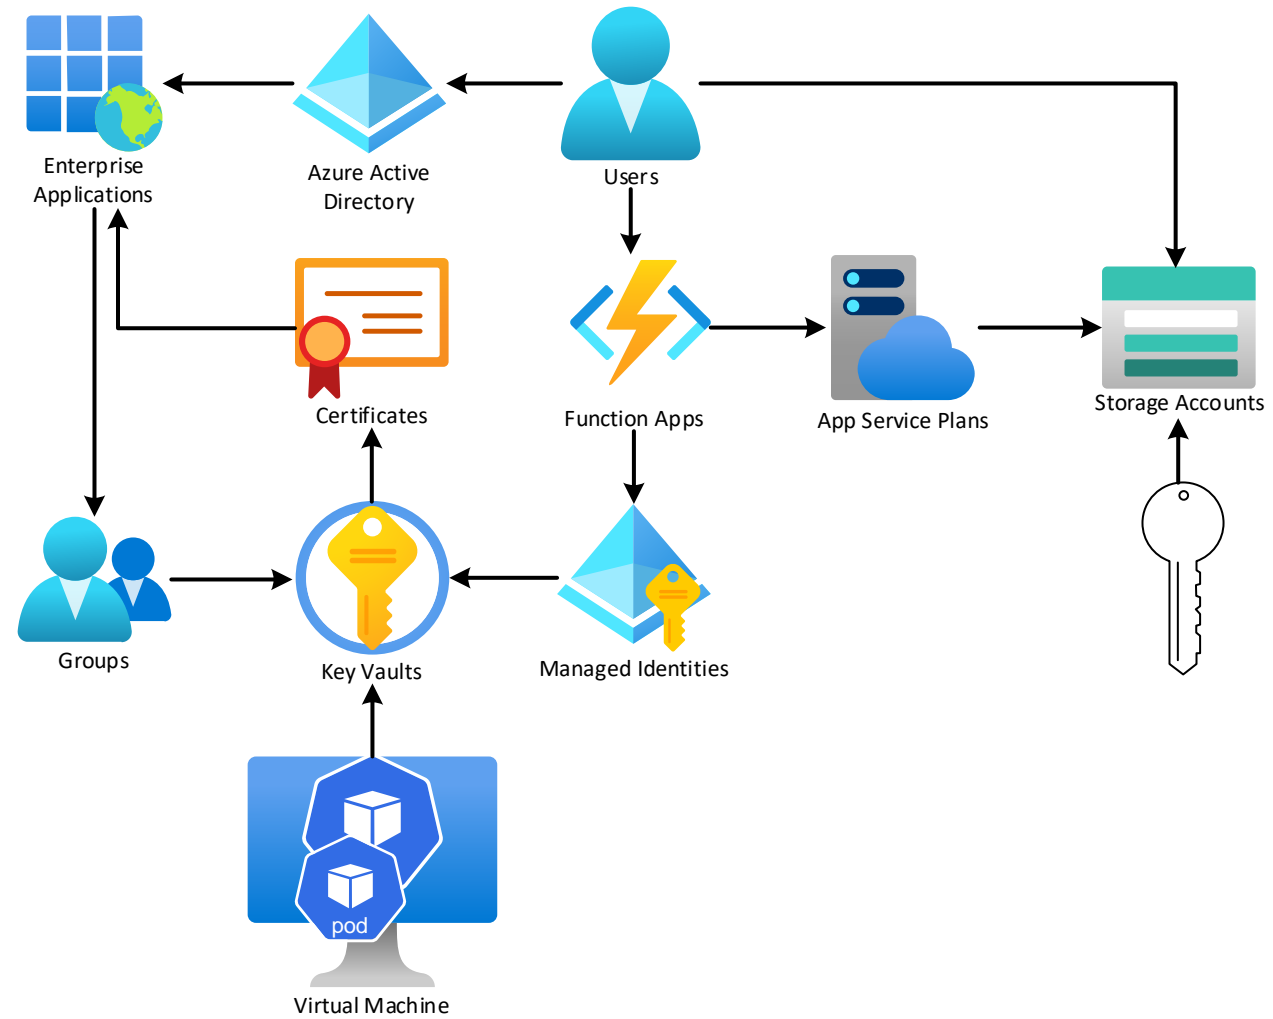 Enterprise
Applications
Azure Active
Directory
Users
Certificates
Function Apps
App Service Plans
Storage Accounts
Groups
Key Vaults
Managed Identities
pod
Virtual Machine